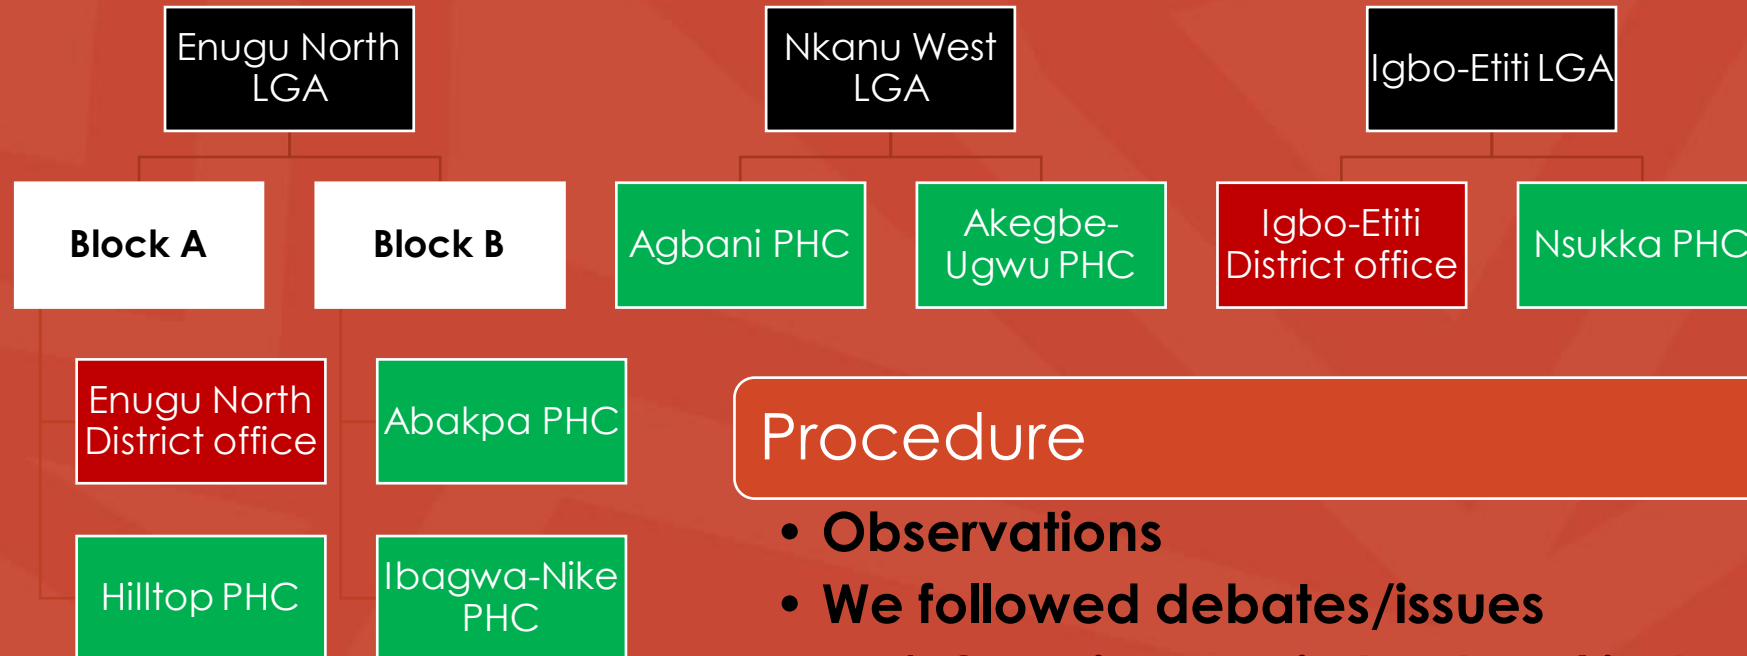 Enugu North
LGA
Nkanu West
LGA
Igbo-Etiti LGA
Block A
Block B
Agbani PHC
Akegbe-
Ugwu PHC
Igbo-Etiti
District office
Nsukka PHC
Enugu North
District office
Abakpa PHC
Hilltop PHC
Ibagwa-Nike
PHC
Procedure
• Observations
• We followed debates/issues